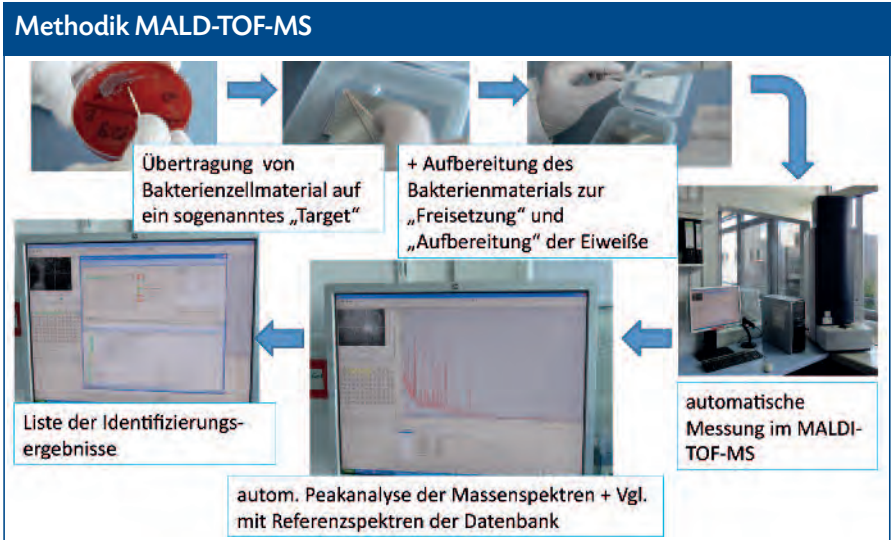 Methodik MALD-TOF-MS
Übertragung von
Bakterienzellmaterial auf
ein sogenanntes „Target“
+ Aufbereitung des
Bakterienmaterials zur
„Freisetzung“ und
„Aufbereitung“ der Eiweiße
automatische
Messung im MALDI-
TOF-MS
autom. Peakanalyse der Massenspektren + Vgl.
mit Referenzspektren der Datenbank
Liste der Identifizierungs-
ergebnisse